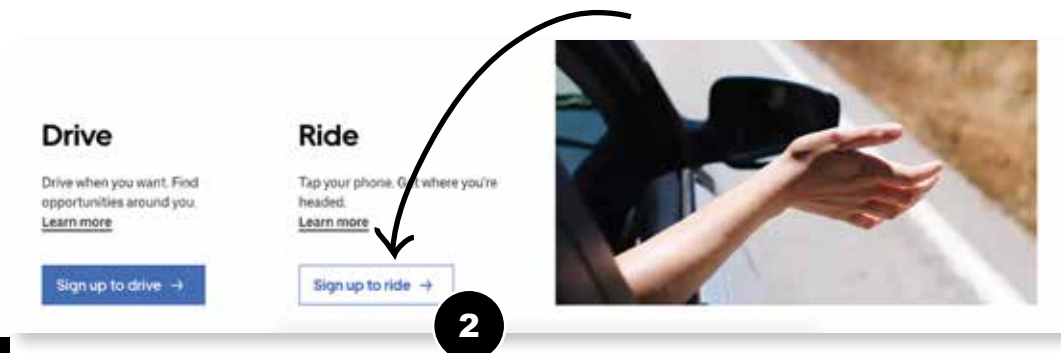 Drive
Drive when you want. Find
opportunities around you.
Learn more
Sign up to drive →
Ride
Tap your phone. Get where you're
headed.
Learn more
Sign up to ride →
2